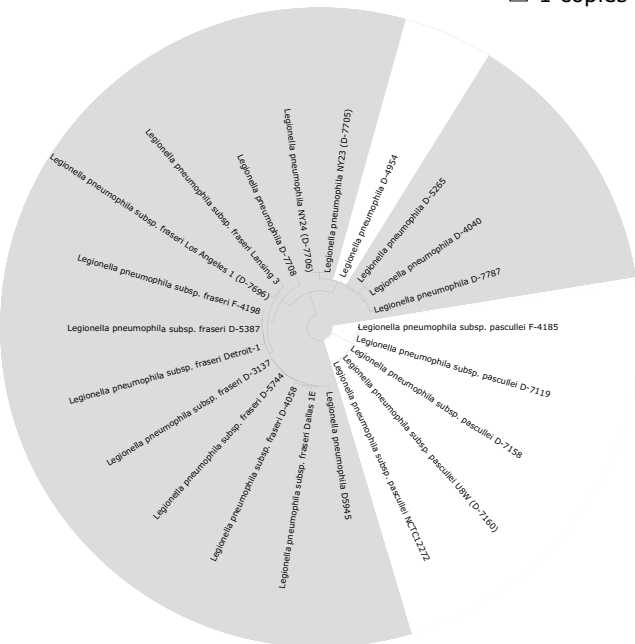 1 copies
Legionella pneumophila NY23 (D-7705)
Legionella pneumophila D-4954
Legionella pneumophila D-5265
Legionella pneumophila D-4040
Legionella pneumophila D-7787
Legionella pneumophila subsp. pascullei F-4185
Legionella pneumophila subsp. pascullei D-7119
Legionella pneumophila subsp. pascullei D-7158
Legionella pneumophila subsp. pascullei U8W (D-7160)
Legionella pneumophila subsp. pascullei NCTC12272
Legionella pneumophila D5945
Legionella pneumophila subsp. fraseri Dallas 1E
Legionella pneumophila subsp. fraseri D-4058
Legionella pneumophila subsp. fraseri D-5744
Legionella pneumophila subsp. fraseri D-3137
Legionella pneumophila subsp. fraseri Detroit-1
Legionella pneumophila subsp. fraseri D-5387
Legionella pneumophila subsp. fraseri F-4198
Legionella pneumophila subsp. fraseri Los Angeles 1 (D-7696)
Legionella pneumophila subsp. fraseri Lansing 3
Legionella pneumophila D-7708
Legionella pneumophila NY24 (D-7706)